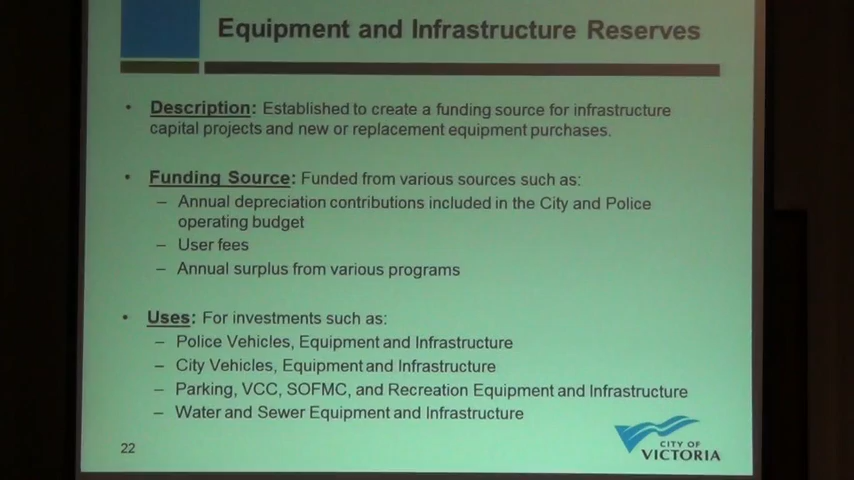 Equipment and Infrastructure Reserves
• Description: Established to create a funding source for infrastructure
capital projects and new or replacement equipment purchases.
• Funding Source: Funded from various sources such as:
– Annual depreciation contributions included in the City and Police
operating budget
– User fees
– Annual surplus from various programs
• Uses: For investments such as:
– Police Vehicles, Equipment and Infrastructure
– City Vehicles, Equipment and Infrastructure
– Parking, VCC, SOFMC, and Recreation Equipment and Infrastructure
– Water and Sewer Equipment and Infrastructure
22
CITY OF
VICTORIA